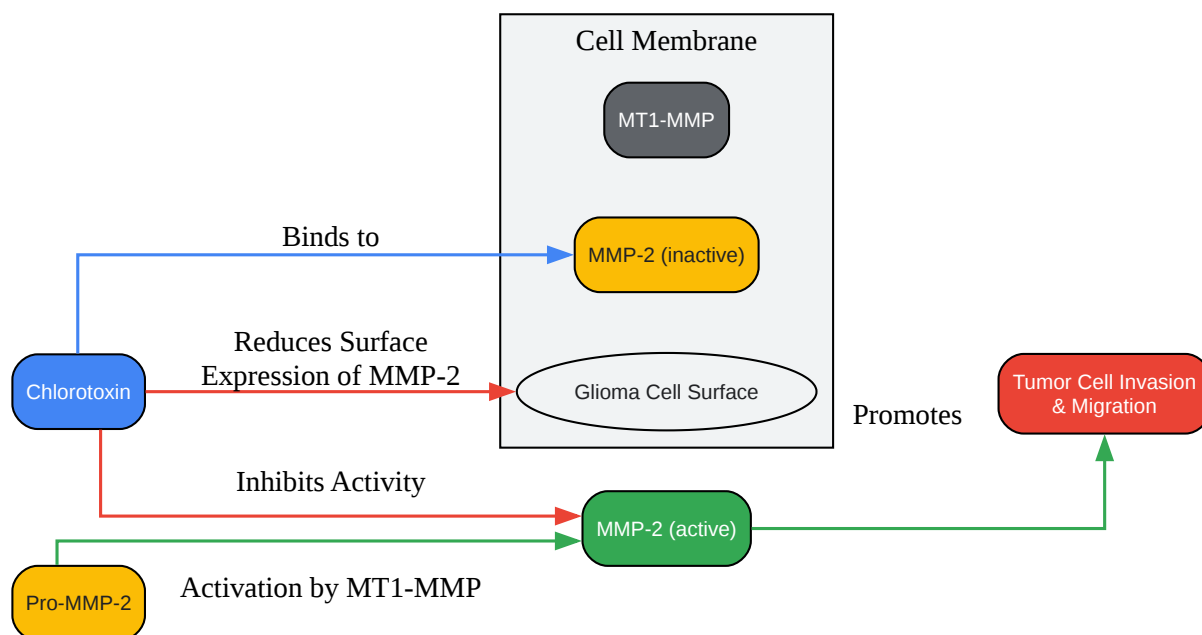 Cell Membrane
MT1-MMP
Binds to
MMP-2 (inactive)
Reduces Surface
Expression of MMP-2
Chlorotoxin
Glioma Cell Surface
Tumor Cell Invasion
& Migration
Promotes
Inhibits Activity
MMP-2 (active)
Activation by MT1-MMP
Pro-MMP-2